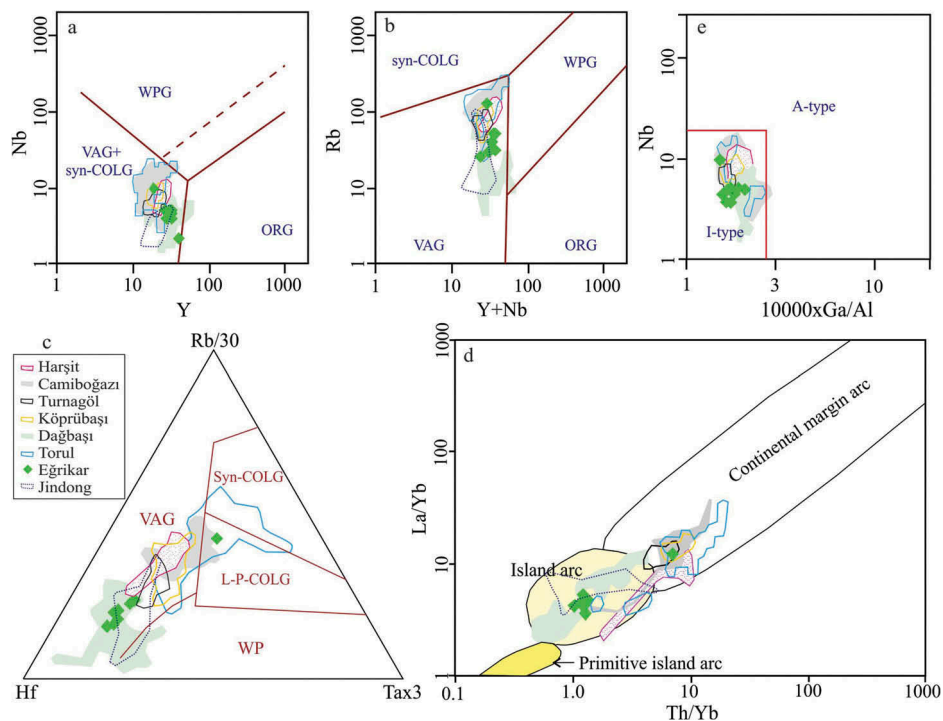 a
Nb
1000
100
10
1
WPG
VAG+
syn-COLG
ORG
1
10
100
1000
Y
b
Rb
1000
100
10
1
syn-COLG
WPG
VAG
ORG
1
10
100
1000
Y+Nb
e
Nb
100
10
1
A-type
I-type
1
3
10
10000xGa/Al
c
Rb/30
Harşit
Camiboğazı
Turnagöl
Köprübaşı
Dağbaşı
Torul
Eğrikar
Jindong
Syn-COLG
VAG
L-P-COLG
WP
Hf
Tax3
d
La/Yb
1000
100
10
1
Continental margin arc
Island arc
Primitive island arc
0.1
1.0
10
100
1000
Th/Yb